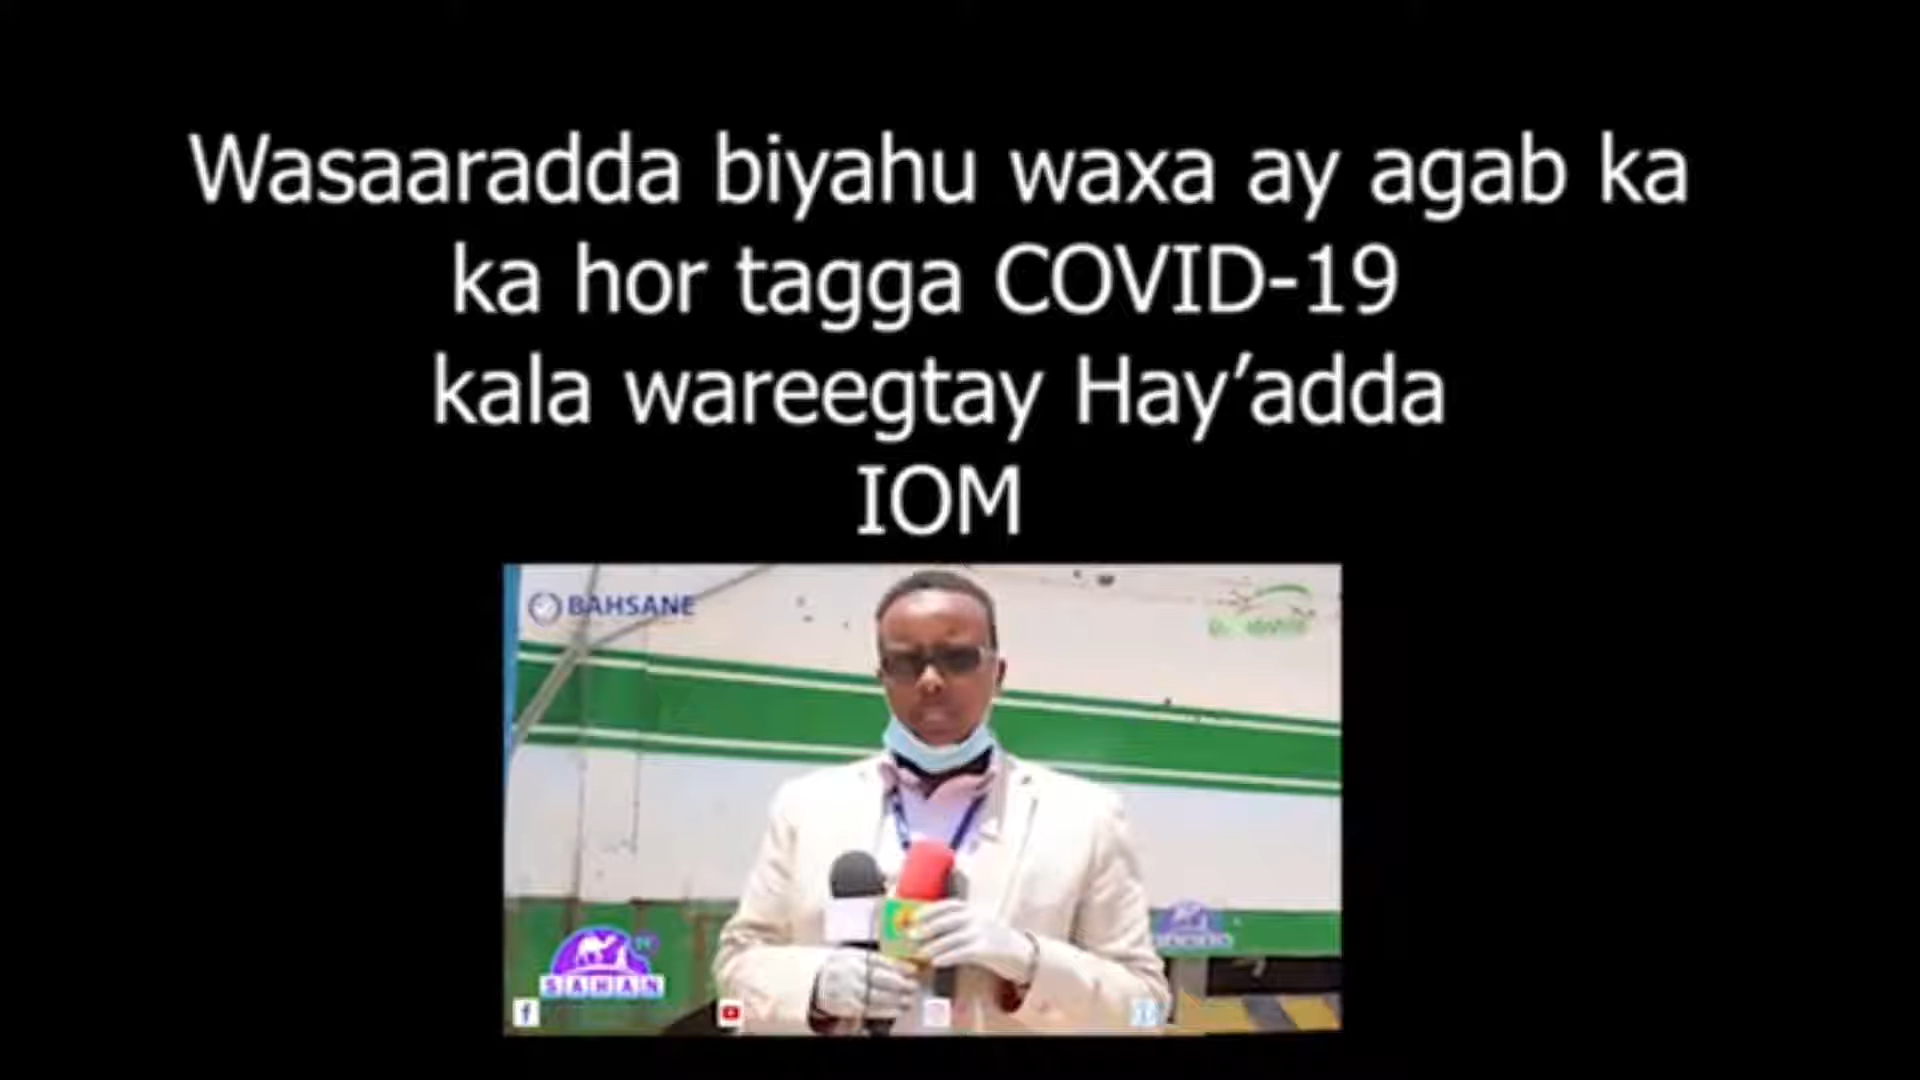 Wasaaradda biyahu waxa ay agab ka
ka hor tagga COVID-19
kala wareegtay Hay’adda
IOM
BAHSANE
SAHAN